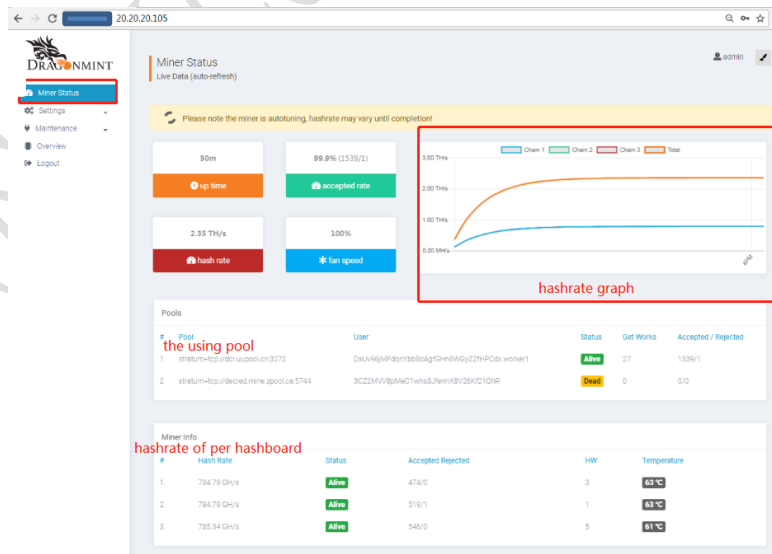 20.20.20.105
DRAGONMINT
Miner Status
Settings
Maintenance
Overview
Logout
Miner Status
Live Data (auto-refresh)
admin
Please note the miner is autotuning, hashrate may vary until completion!
50m
up time
99.9% (1539/1)
accepted rate
2.35 TH/s
hash rate
100%
fan speed
Chain 1 Chain 2 Chain 3 Total
3.00 TH/s
2.00 TH/s
1.00 TH/s
0.00 MH/s
4PM
hashrate graph
Pools
# Pool User Status Get Works Accepted / Rejected
the using pool
1 stratum+tcp://dcr.uupool.cn:3272 Alive 27 1539/1
2 stratum+tcp://decred.mine.zpool.ca:5744 Dead 0 0/0
Miner Info
hashrate of per hashboard
# Hash Rate Status Accepted Rejected HW Temperature
1 784.79 GH/s Alive 474/0 3 63 °C
2 784.79 GH/s Alive 519/1 1 63 °C
3 785.34 GH/s Alive 546/0 5 61 °C